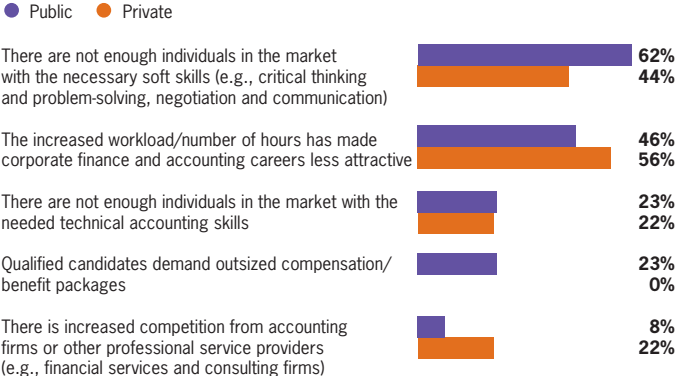 Public Private
There are not enough individuals in the market
with the necessary soft skills (e.g., critical thinking
and problem-solving, negotiation and communication)
62%
44%
The increased workload/number of hours has made
corporate finance and accounting careers less attractive
46%
56%
There are not enough individuals in the market with the
needed technical accounting skills
23%
22%
Qualified candidates demand outsized compensation/
benefit packages
23%
0%
There is increased competition from accounting
firms or other professional service providers
(e.g., financial services and consulting firms)
8%
22%